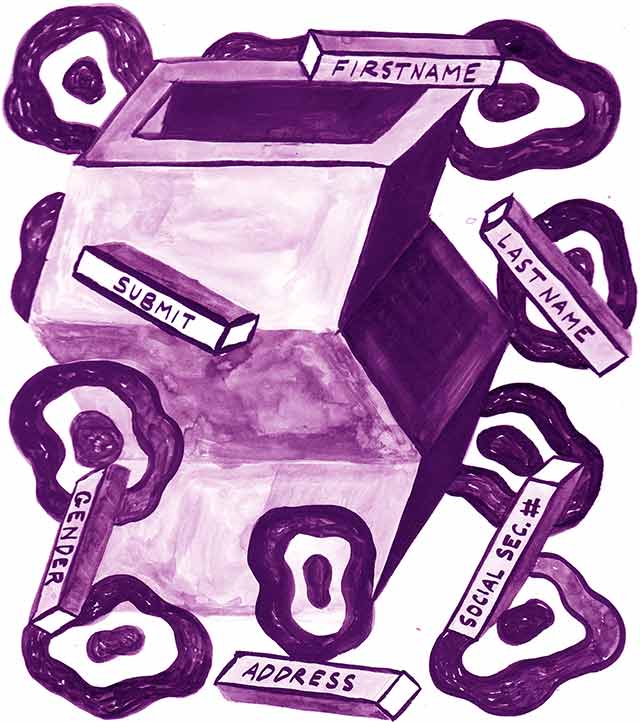 FIRSTNAME
LAST NAME
SUBMIT
GENDER
SOCIAL SEC. #
ADDRESS